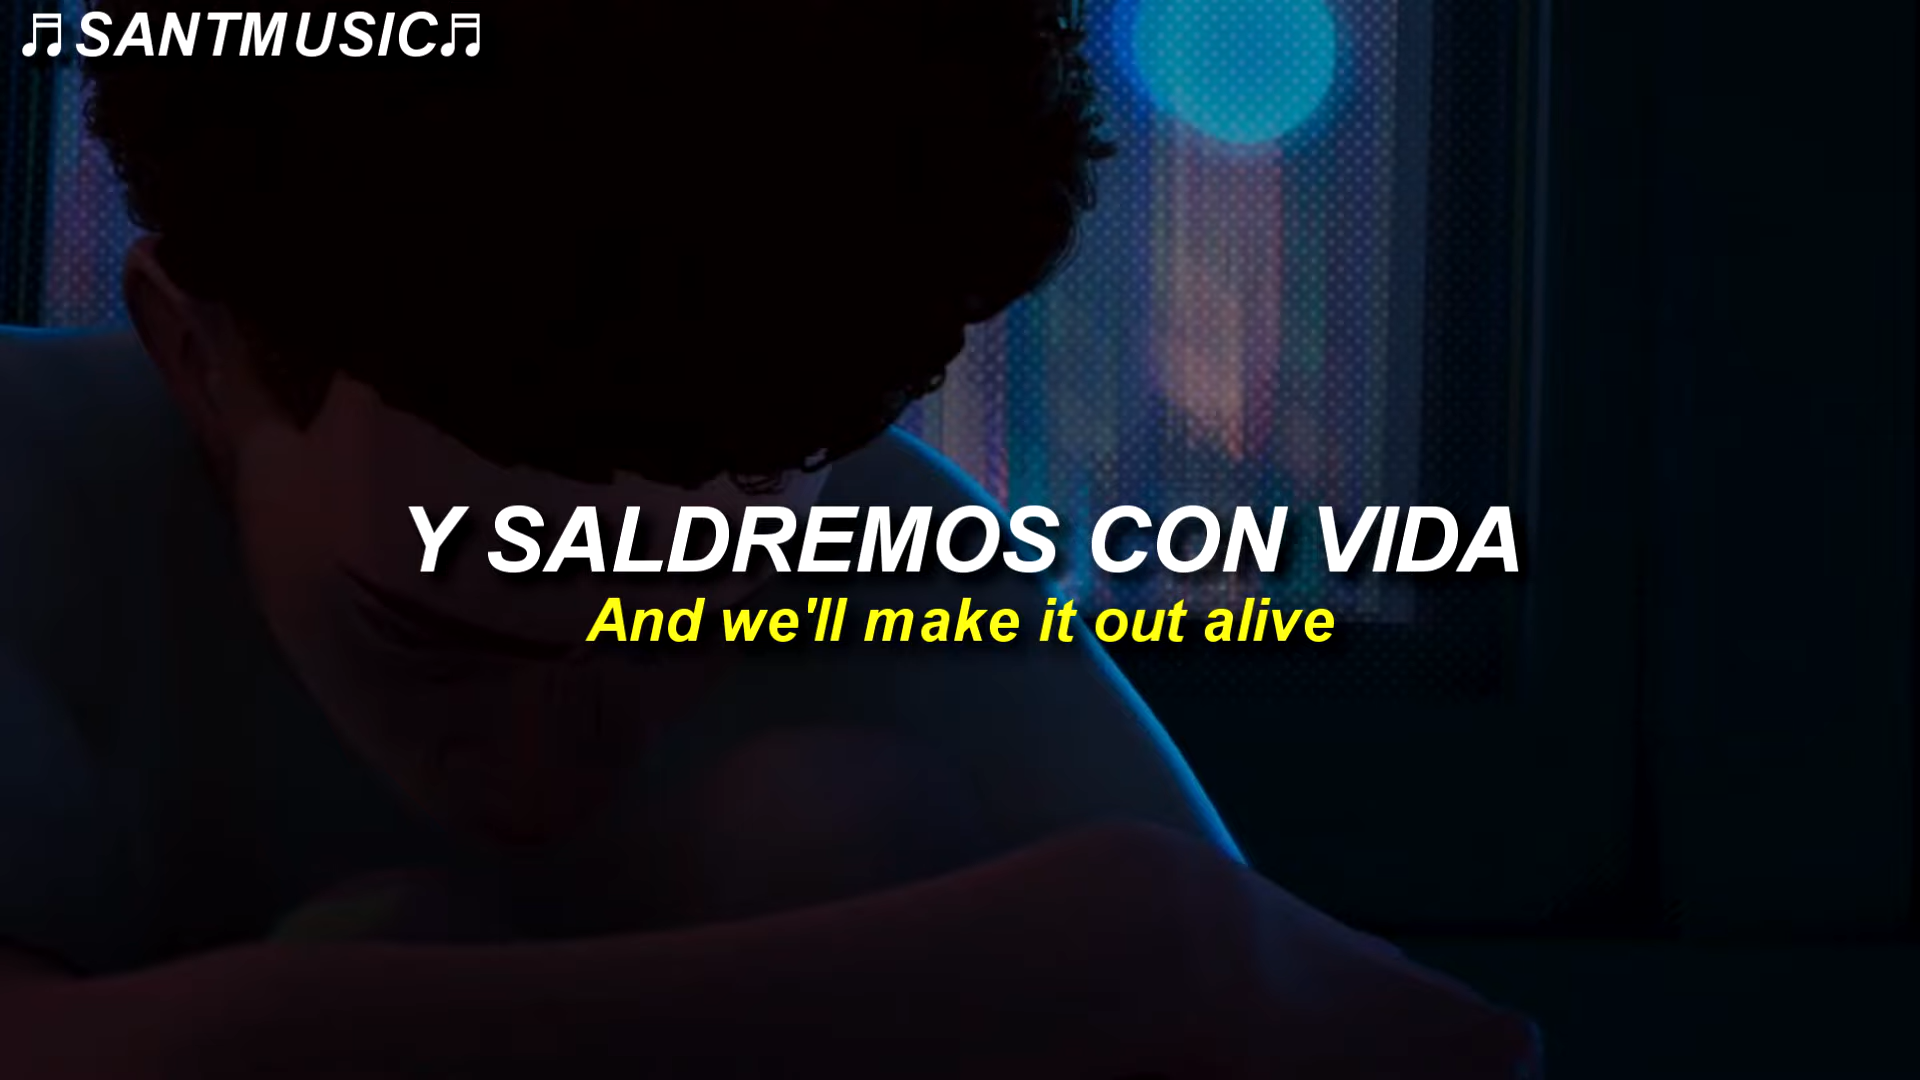 ♬SANTMUSIC♬
Y SALDREMOS CON VIDA
And we'll make it out alive